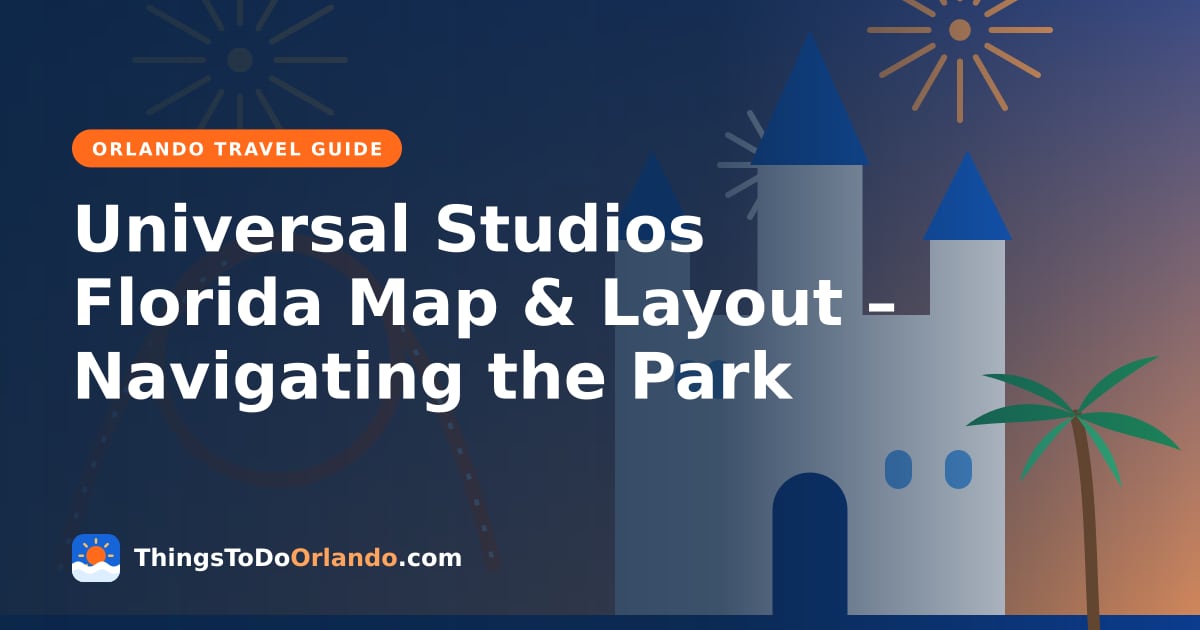 ORLANDO TRAVEL GUIDE
Universal Studios
Florida Map & Layout –
Navigating the Park
ThingsToDoOrlando.com